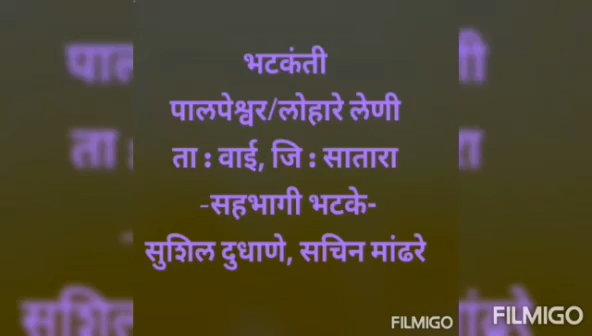 भटकंती
पालपेश्वर/लोहारे लेणी
ता : वाई, जि : सातारा
-सहभागी भटके-
सुशिल दुधाणे, सचिन मांढरे
FILMIGO
FILMIGO